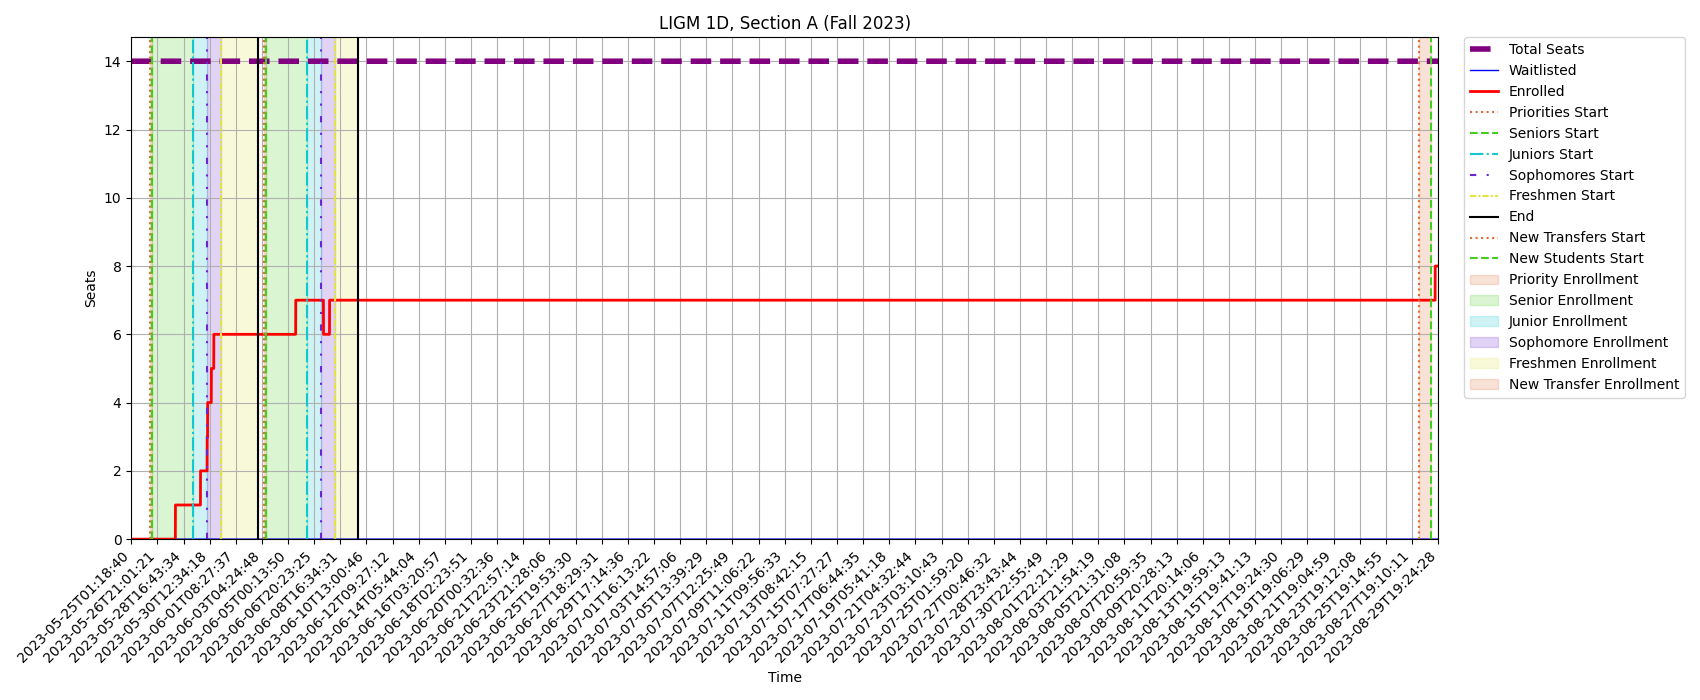 LIGM 1D, Section A (Fall 2023)
Seats
14
12
10
8
6
4
2
0
2023-05-25T01:18:40
2023-05-26T21:01:21
2023-05-28T16:43:34
2023-05-30T12:34:18
2023-06-01T08:27:37
2023-06-03T04:24:48
2023-06-05T00:13:50
2023-06-06T20:23:25
2023-06-08T16:34:31
2023-06-10T13:00:46
2023-06-12T09:27:12
2023-06-14T05:44:04
2023-06-16T03:20:57
2023-06-18T02:23:51
2023-06-20T00:32:36
2023-06-21T22:57:14
2023-06-23T21:28:06
2023-06-25T19:53:30
2023-06-27T18:29:31
2023-06-29T17:14:36
2023-07-01T16:13:22
2023-07-03T14:57:06
2023-07-05T13:39:29
2023-07-07T12:25:49
2023-07-09T11:06:22
2023-07-11T09:56:33
2023-07-13T08:42:15
2023-07-15T07:27:27
2023-07-17T06:44:35
2023-07-19T05:41:18
2023-07-21T04:32:44
2023-07-23T03:10:43
2023-07-25T01:59:20
2023-07-27T00:46:32
2023-07-28T23:43:44
2023-07-30T22:55:49
2023-08-01T22:21:29
2023-08-03T21:54:19
2023-08-05T21:31:08
2023-08-07T20:59:35
2023-08-09T20:28:13
2023-08-11T20:14:06
2023-08-13T19:59:13
2023-08-15T19:41:13
2023-08-17T19:24:30
2023-08-19T19:06:29
2023-08-21T19:04:59
2023-08-23T19:12:08
2023-08-25T19:14:55
2023-08-27T19:10:11
2023-08-29T19:24:28
Time
Total Seats
Waitlisted
Enrolled
Priorities Start
Seniors Start
Juniors Start
Sophomores Start
Freshmen Start
End
New Transfers Start
New Students Start
Priority Enrollment
Senior Enrollment
Junior Enrollment
Sophomore Enrollment
Freshmen Enrollment
New Transfer Enrollment